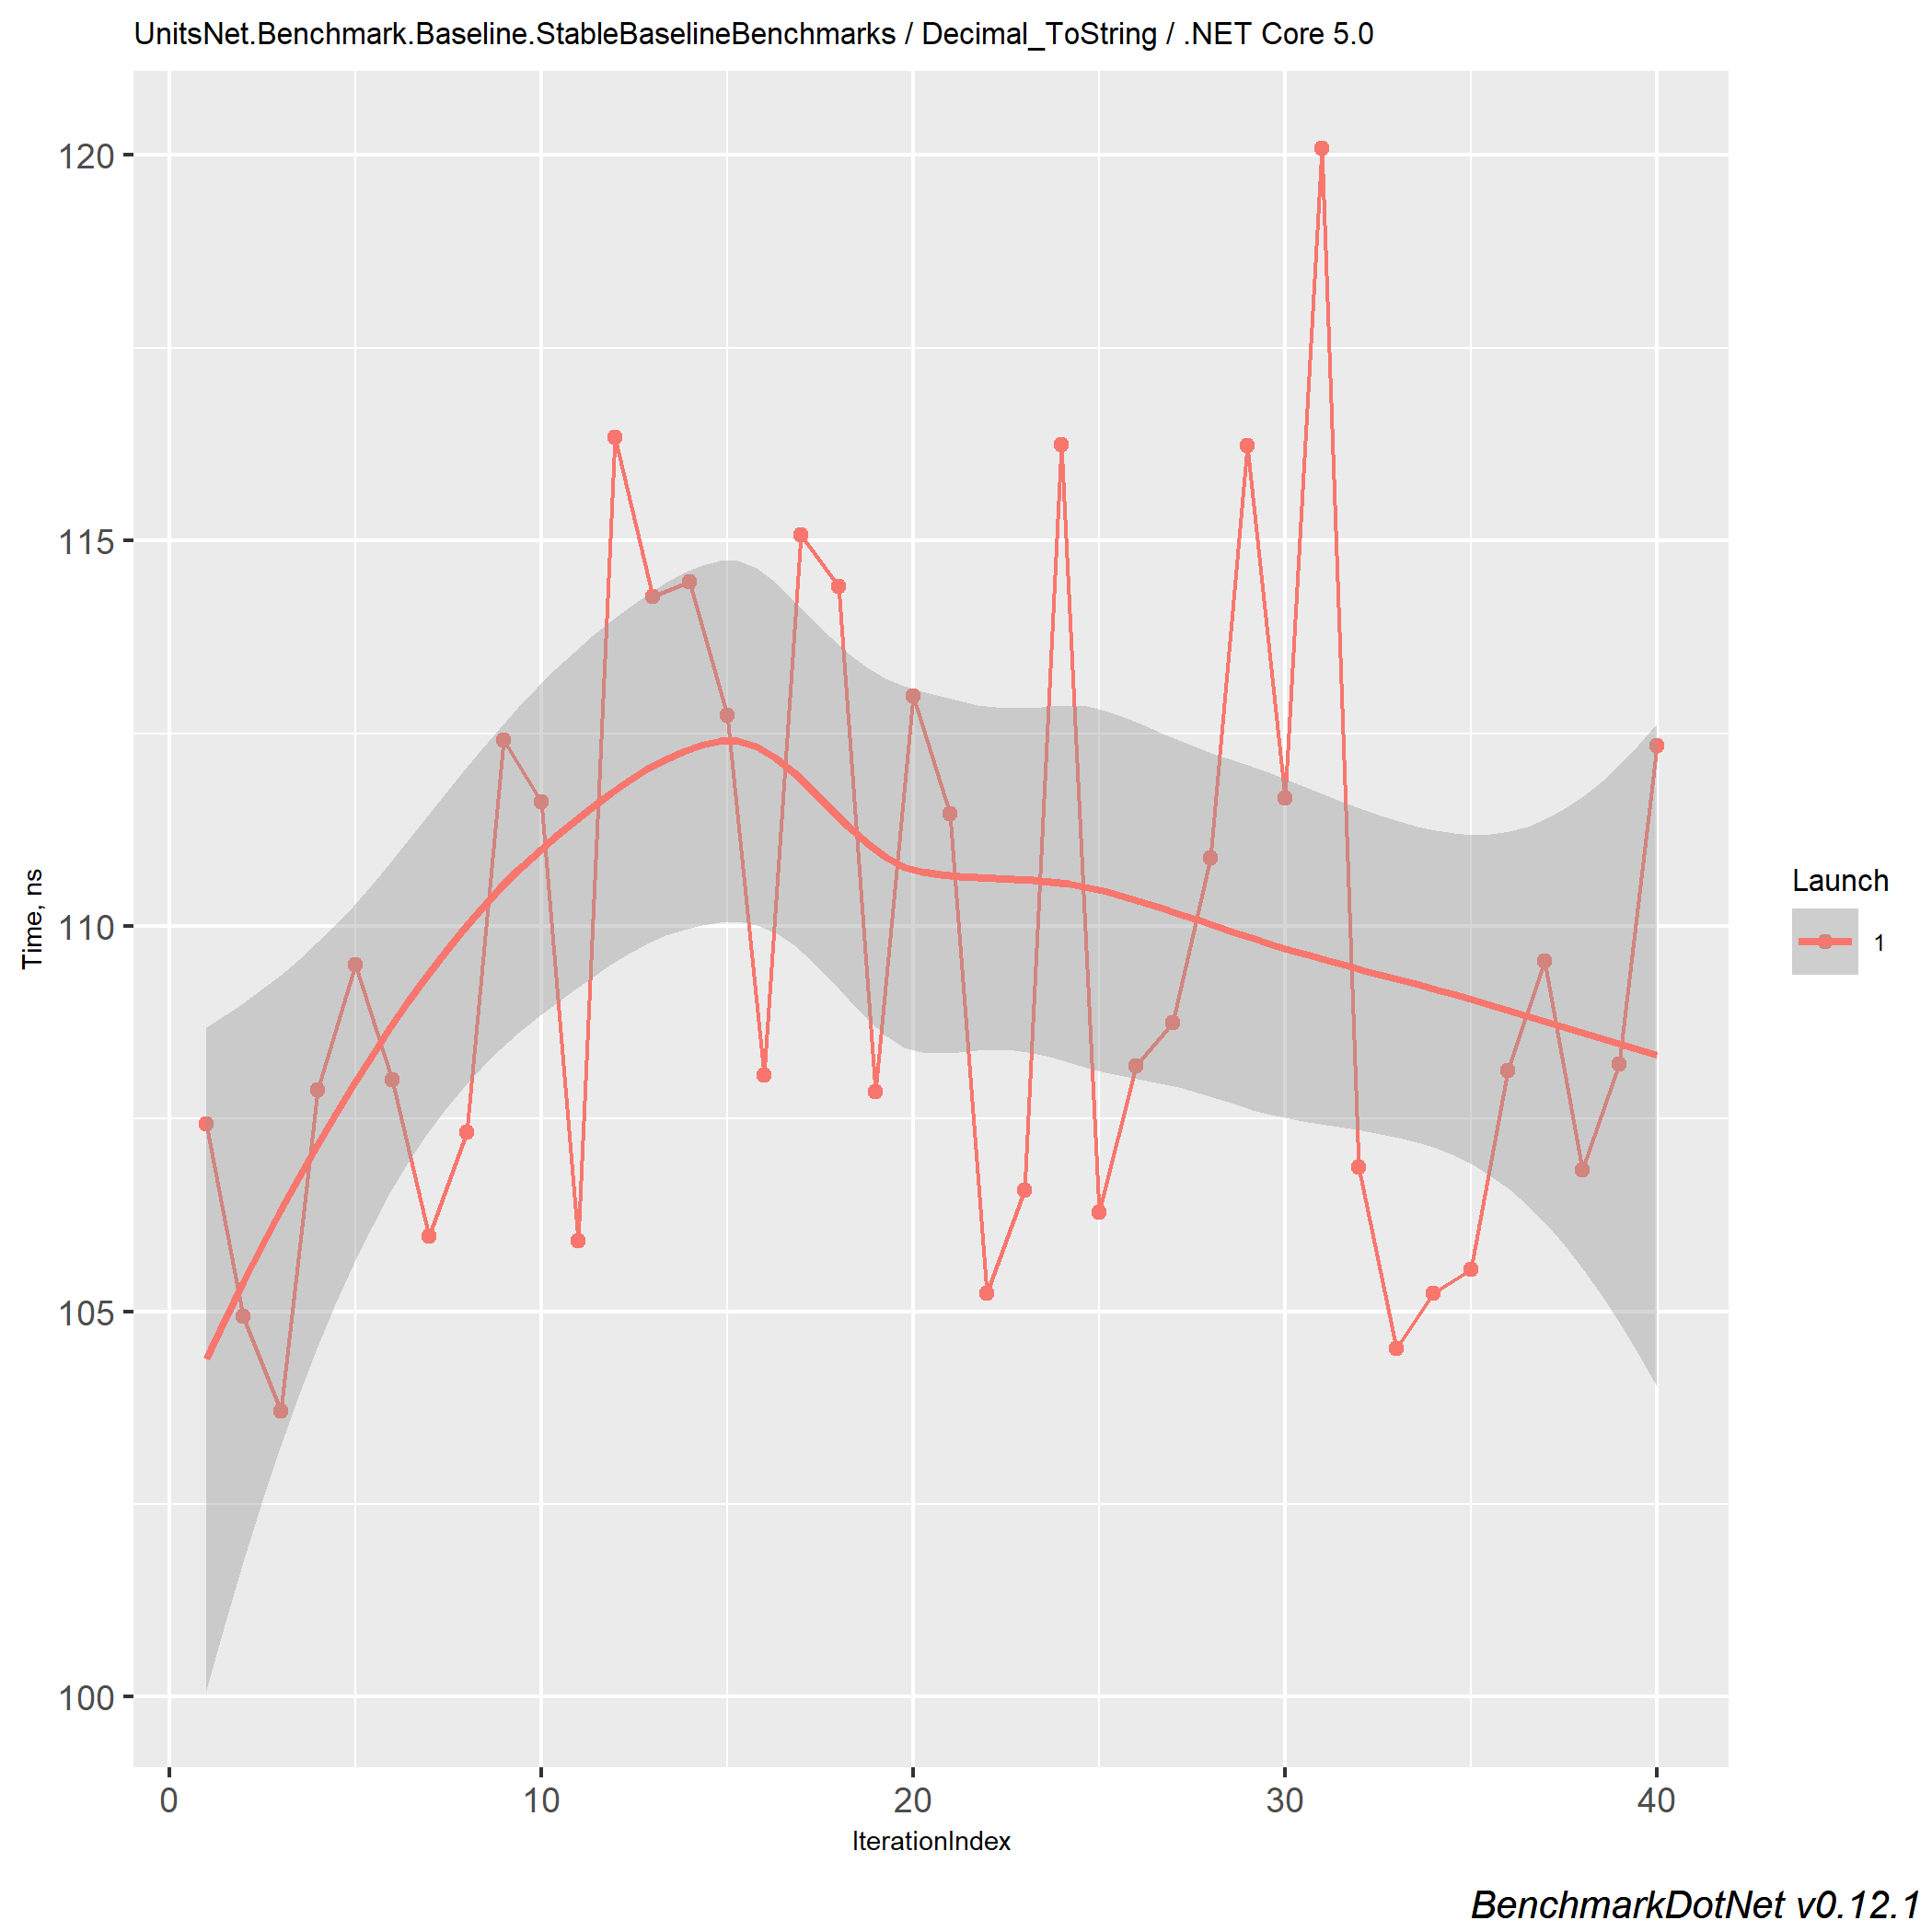 UnitsNet.Benchmark.Baseline.StableBaselineBenchmarks / Decimal_ToString / .NET Core 5.0
120
115
110
105
100
Time, ns
0 10 20 30 40
IterationIndex
Launch
1
BenchmarkDotNet v0.12.1